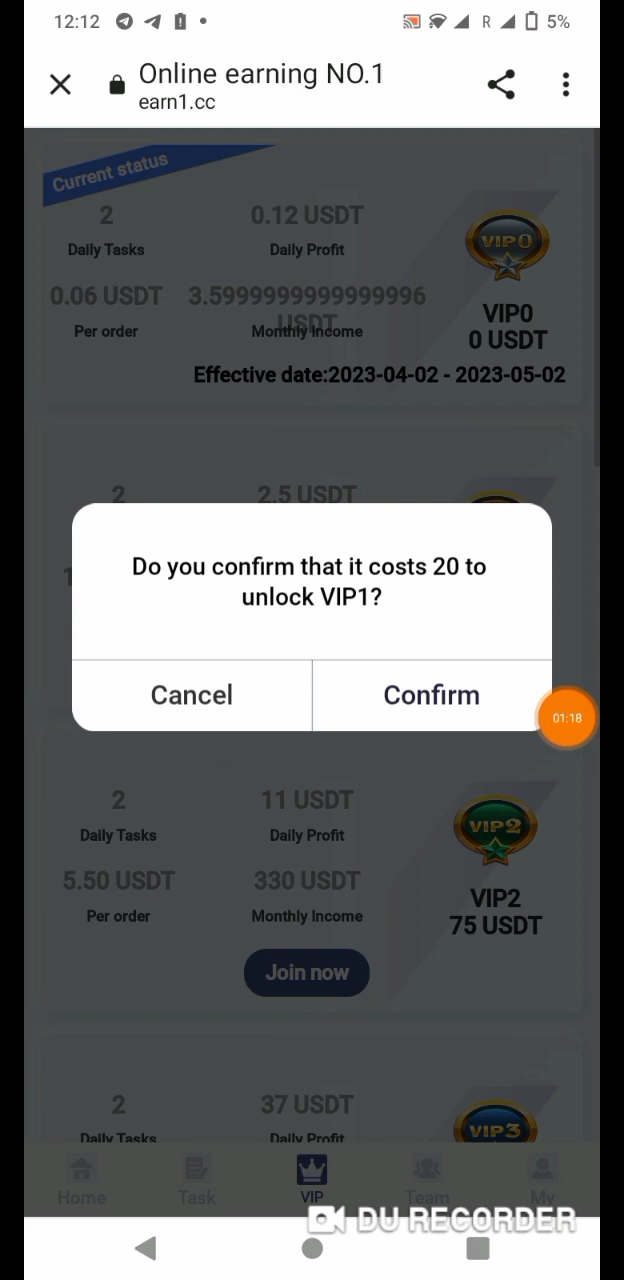 12:12 R 5%
Online earning NO.1
earn1.cc
Current status
2 0.12 USDT
Daily Tasks Daily Profit
VIP0
0.06 USDT 3.5999999999999996
USDT
Per order Monthly Income
VIP0
0 USDT
Effective date:2023-04-02 - 2023-05-02
2 2.5 USDT
Do you confirm that it costs 20 to
unlock VIP1?
1
Cancel Confirm
01:18
2 11 USDT
Daily Tasks Daily Profit
VIP2
5.50 USDT 330 USDT
Per order Monthly Income
VIP2
75 USDT
Join now
2 37 USDT
Daily Tasks Daily Profit
VIP3
Home Task VIP Team My
DU RECORDER